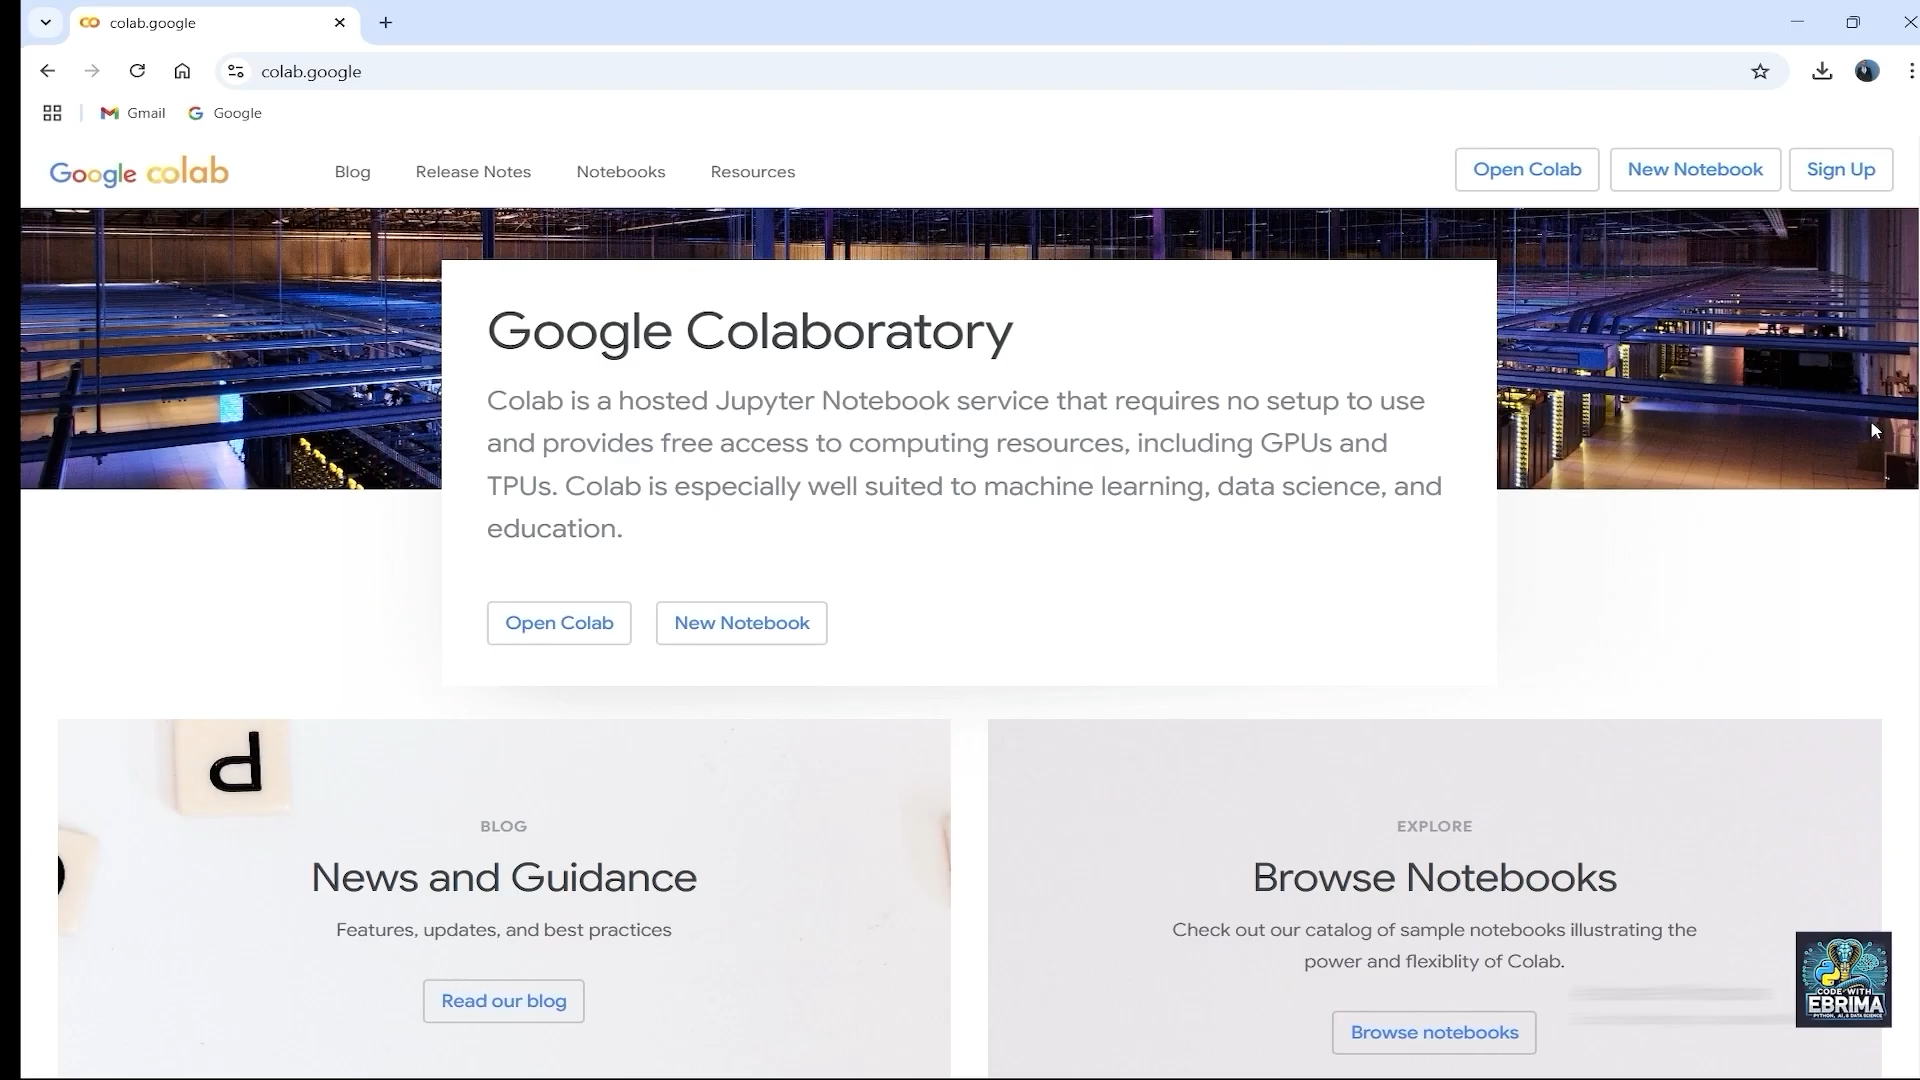 colab.google
colab.google
Gmail
Google
Google colab
Blog
Release Notes
Notebooks
Resources
Open Colab
New Notebook
Sign Up
Google Colaboratory
Colab is a hosted Jupyter Notebook service that requires no setup to use
and provides free access to computing resources, including GPUs and
TPUs. Colab is especially well suited to machine learning, data science, and
education.
Open Colab
New Notebook
BLOG
News and Guidance
Features, updates, and best practices
Read our blog
EXPLORE
Browse Notebooks
Check out our catalog of sample notebooks illustrating the
power and flexiblity of Colab.
Browse notebooks
CODE WITH
EBRIMA
PYTHON, AI, & DATA SCIENCE